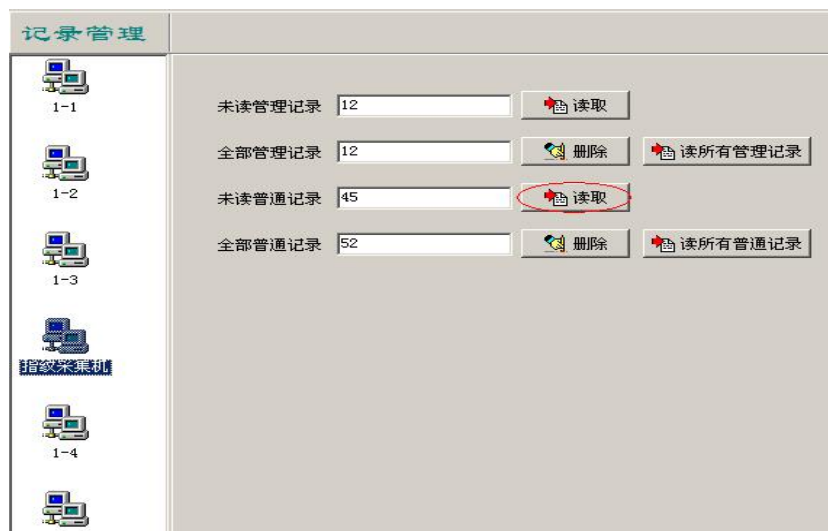 记录管理
1-1
1-2
1-3
指纹采集机
1-4
未读管理记录 12 读取
全部管理记录 12 删除 读所有管理记录
未读普通记录 45 读取
全部普通记录 52 删除 读所有普通记录